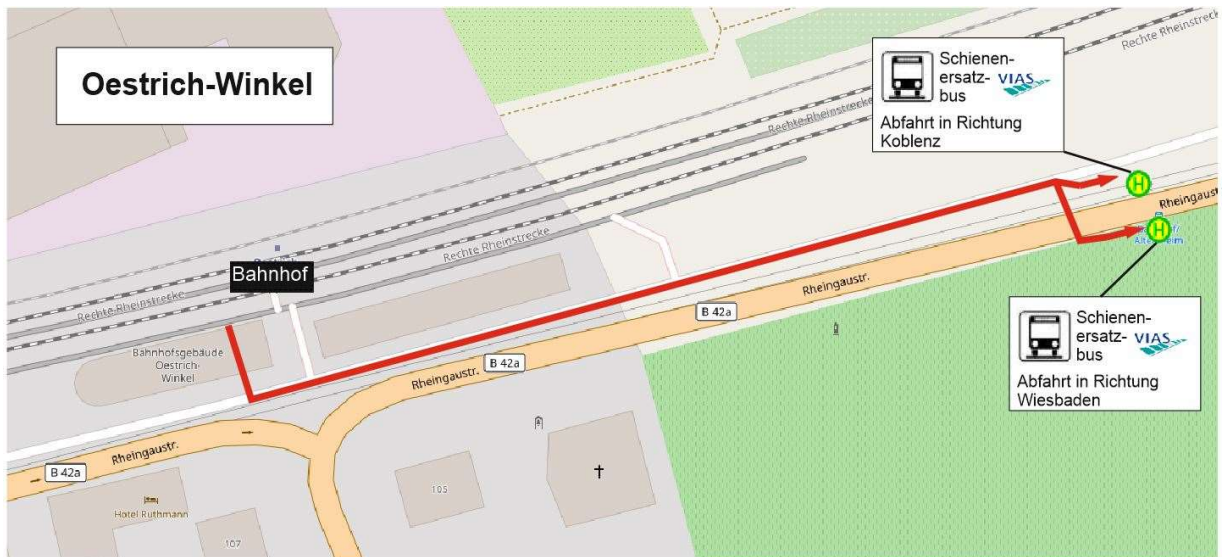 Oestrich-Winkel
Schienen-
ersatz-
bus
VIAS
Abfahrt in Richtung
Koblenz
Rechte Rheinstrecke
Rechte Rheinstrecke
Rechte Rheinstrecke
Rechte Rheinstrecke
Bahnhof
Rheingaustr.
Bahnhofsgebäude
Oestrich-
Winkel
B 42a
Rheingaustr.
B 42a
Rheingaustr.
Rheingaustr.
B 42a
Hotel Ruthmann
105
107
Schienen-
ersatz-
bus
VIAS
Abfahrt in Richtung
Wiesbaden
H
H